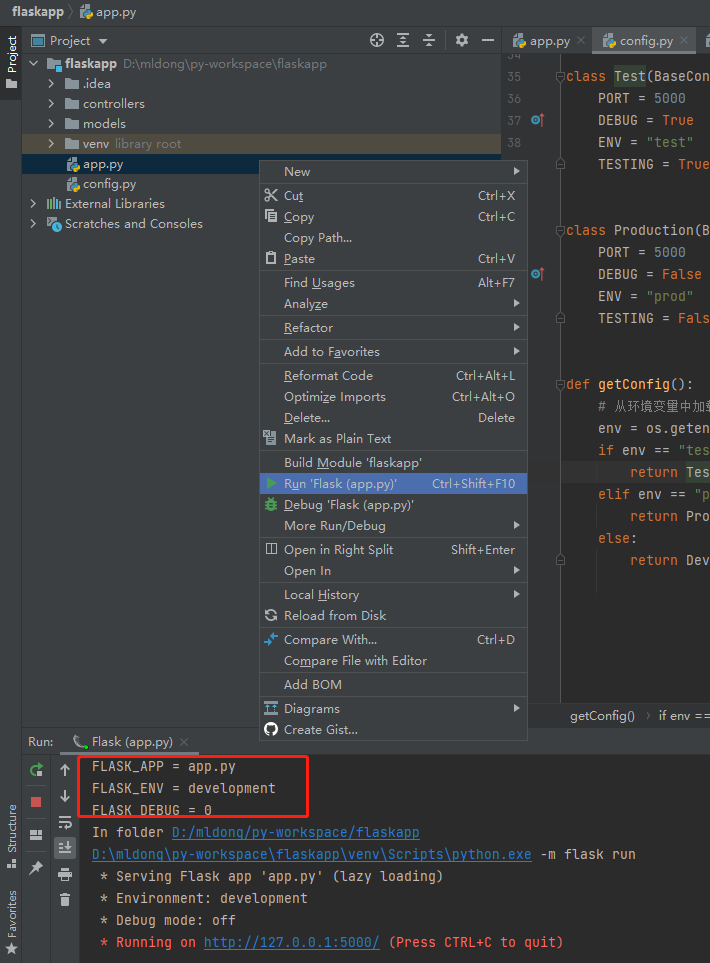 flaskapp app.py
Project
Project
app.py
config.py
flaskapp D:\mldong\py-workspace\flaskapp
.idea
controllers
models
venv library root
app.py
config.py
External Libraries
Scratches and Consoles
New
Cut Ctrl+X
Copy Ctrl+C
Copy Path...
Paste Ctrl+V
Find Usages Alt+F7
Analyze
Refactor
Add to Favorites
Reformat Code Ctrl+Alt+L
Optimize Imports Ctrl+Alt+O
Delete... Delete
Mark as Plain Text
Build Module 'flaskapp'
Run 'Flask (app.py)' Ctrl+Shift+F10
Debug 'Flask (app.py)'
More Run/Debug
Open in Right Split Shift+Enter
Open In
Local History
Reload from Disk
Compare With... Ctrl+D
Compare File with Editor
Add BOM
Diagrams
Create Gist...
34
35 class Test(BaseCon
36 PORT = 5000
37 DEBUG = True
38 ENV = "test"
TESTING = True
class Production(B
PORT = 5000
DEBUG = False
ENV = "prod"
TESTING = Fals
def getConfig():
# 从环境变量中加载
env = os.geten
if env == "tes
return Tes
elif env == "p
return Pro
else:
return Dev
getConfig() if env ==
Run: Flask (app.py)
FLASK_APP = app.py
FLASK_ENV = development
FLASK_DEBUG = 0
In folder D:/mldong/py-workspace/flaskapp
D:\mldong\py-workspace\flaskapp\venv\Scripts\python.exe -m flask run
* Serving Flask app 'app.py' (lazy loading)
* Environment: development
* Debug mode: off
* Running on http://127.0.0.1:5000/ (Press CTRL+C to quit)
Structure
Favorites